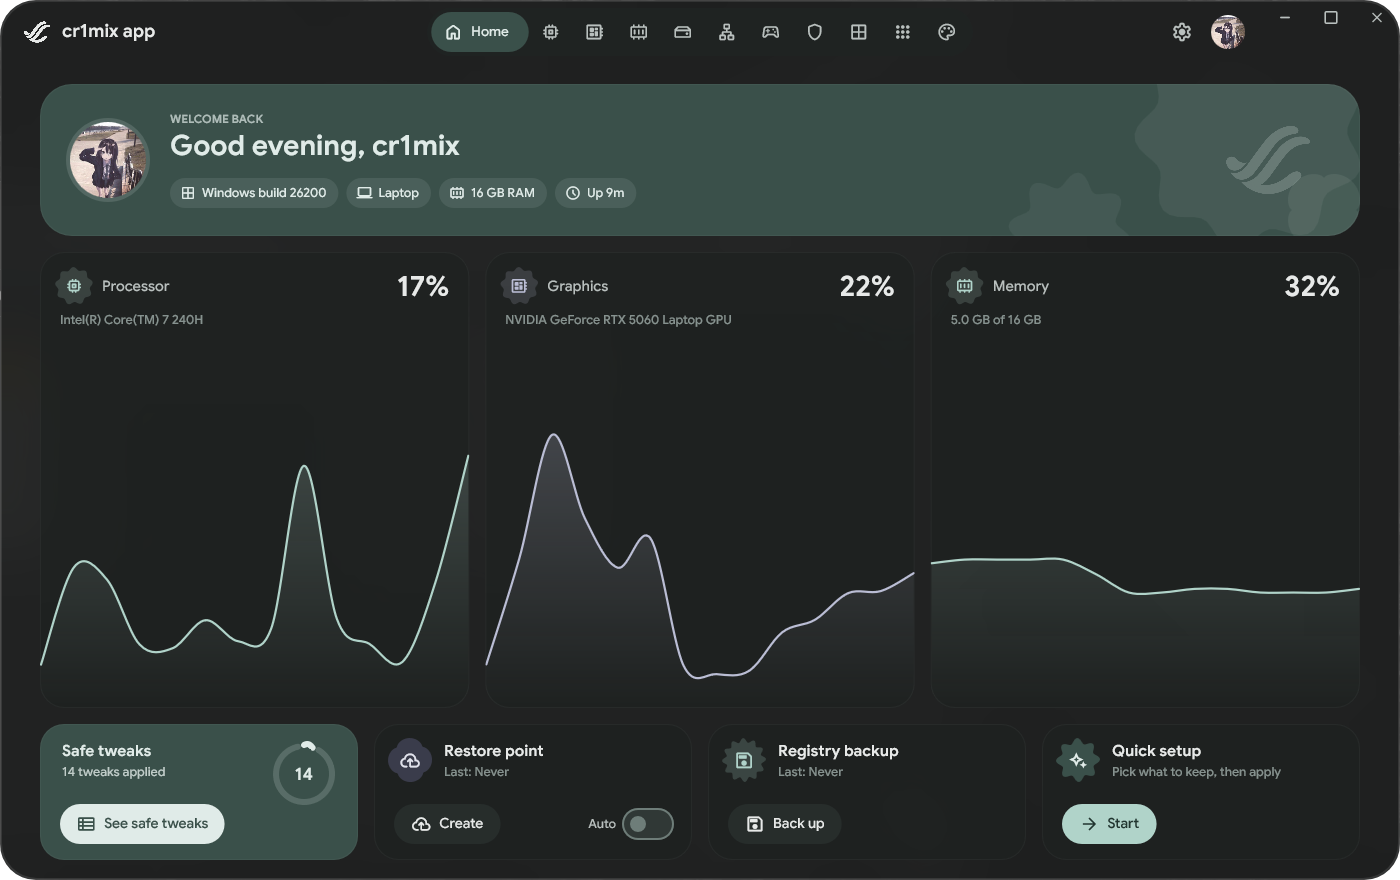 cr1mix app
Home
WELCOME BACK
Good evening, cr1mix
Windows build 26200
Laptop
16 GB RAM
Up 9m
Processor
17%
Intel(R) Core(TM) 7 240H
Graphics
22%
NVIDIA GeForce RTX 5060 Laptop GPU
Memory
32%
5.0 GB of 16 GB
Safe tweaks
14 tweaks applied
14
See safe tweaks
Restore point
Last: Never
Create
Auto
Registry backup
Last: Never
Back up
Quick setup
Pick what to keep, then apply
Start